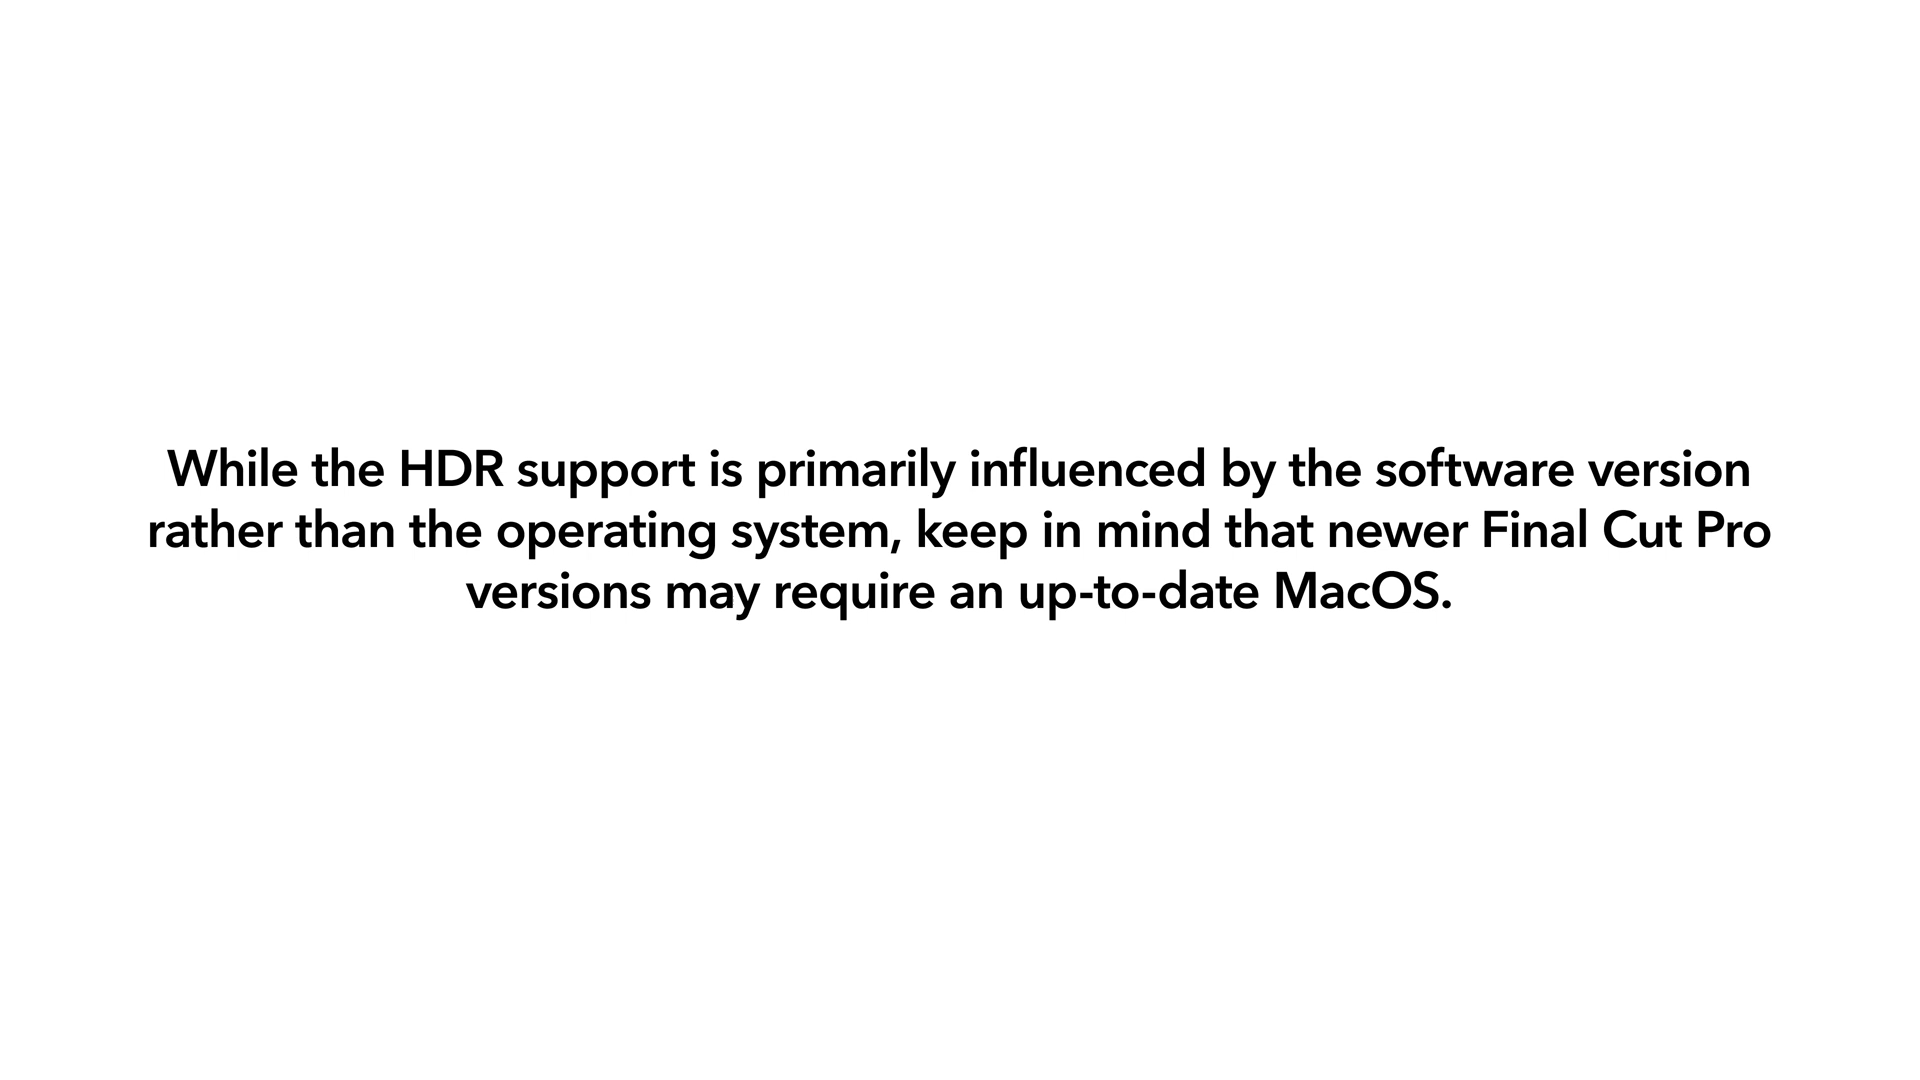 While the HDR support is primarily influenced by the software version
rather than the operating system, keep in mind that newer Final Cut Pro
versions may require an up-to-date MacOS.